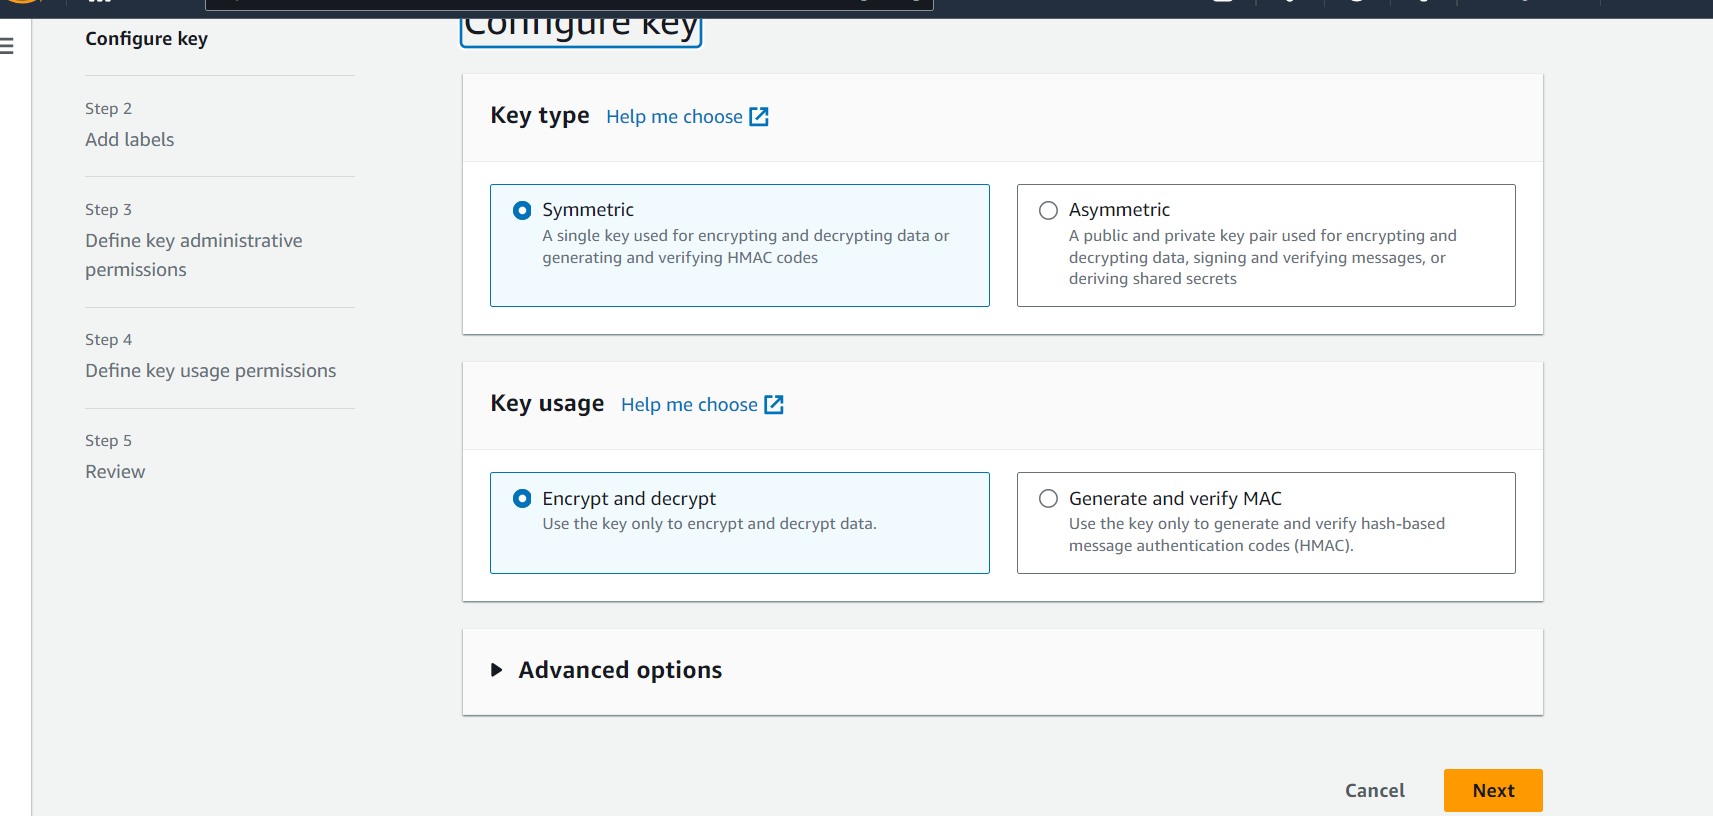 Configure key
Step 2
Add labels
Step 3
Define key administrative
permissions
Step 4
Define key usage permissions
Step 5
Review
Configure key
Key type Help me choose
Symmetric
A single key used for encrypting and decrypting data or
generating and verifying HMAC codes
Asymmetric
A public and private key pair used for encrypting and
decrypting data, signing and verifying messages, or
deriving shared secrets
Key usage Help me choose
Encrypt and decrypt
Use the key only to encrypt and decrypt data.
Generate and verify MAC
Use the key only to generate and verify hash-based
message authentication codes (HMAC).
Advanced options
Cancel
Next